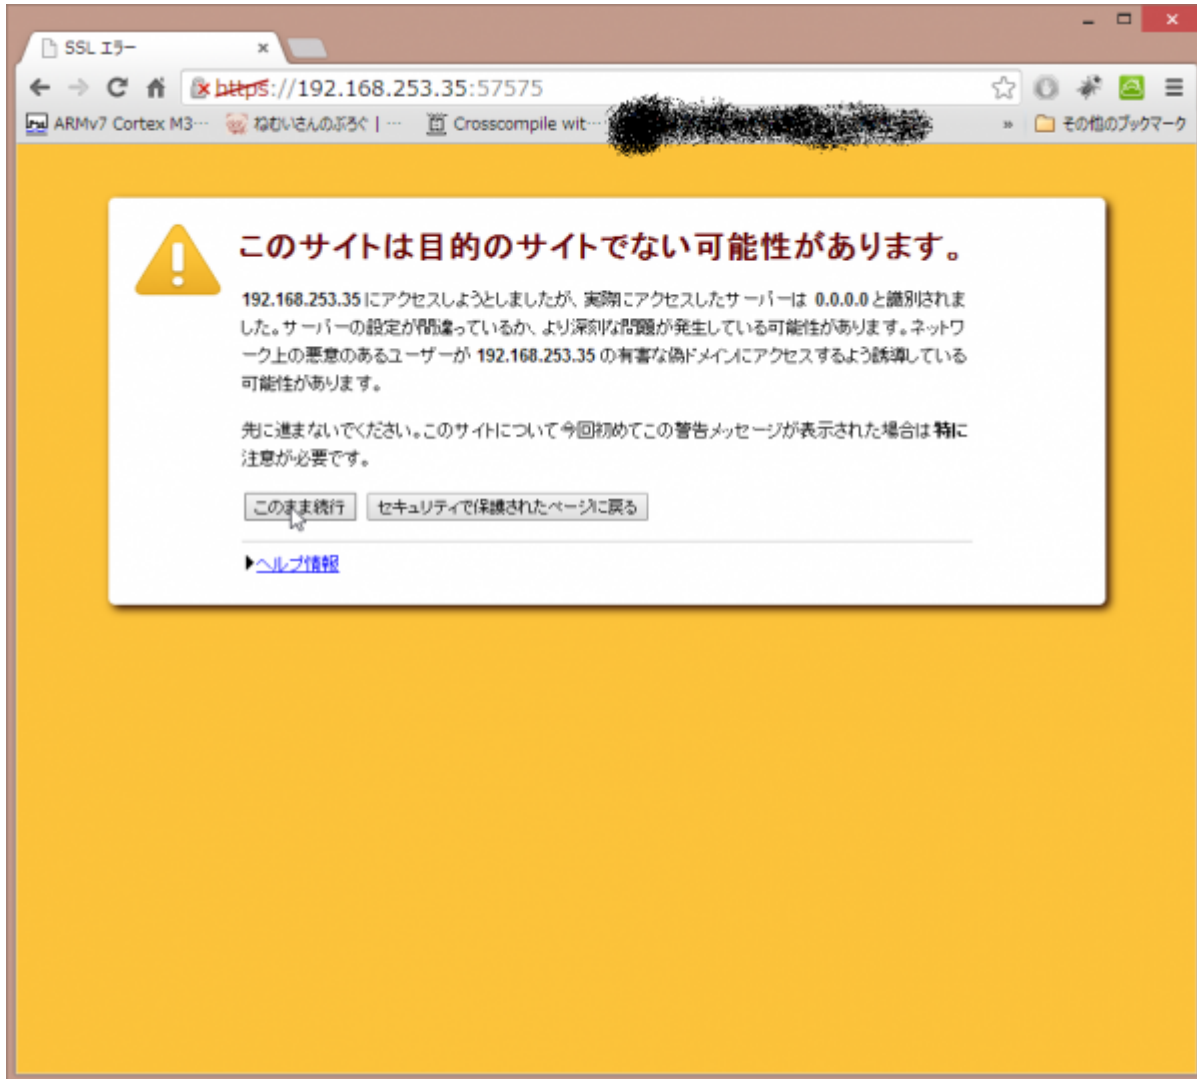 SSL エラー
https://192.168.253.35:57575
ARMv7 Cortex M3… ねむいさんのぶろぐ | … Crosscompile wit… » その他のブックマーク
このサイトは目的のサイトでない可能性があります。
192.168.253.35 にアクセスしようとしましたが、実際にアクセスしたサーバーは 0.0.0.0 と識別されま
した。サーバーの設定が間違っているか、より深刻な問題が発生している可能性があります。ネットワ
ーク上の悪意のあるユーザーが 192.168.253.35 の有害な偽ドメインにアクセスするよう誘導している
可能性があります。
先に進まないでください。このサイトについて今回初めてこの警告メッセージが表示された場合は特に
注意が必要です。
このまま続行 セキュリティで保護されたページに戻る
ヘルプ情報